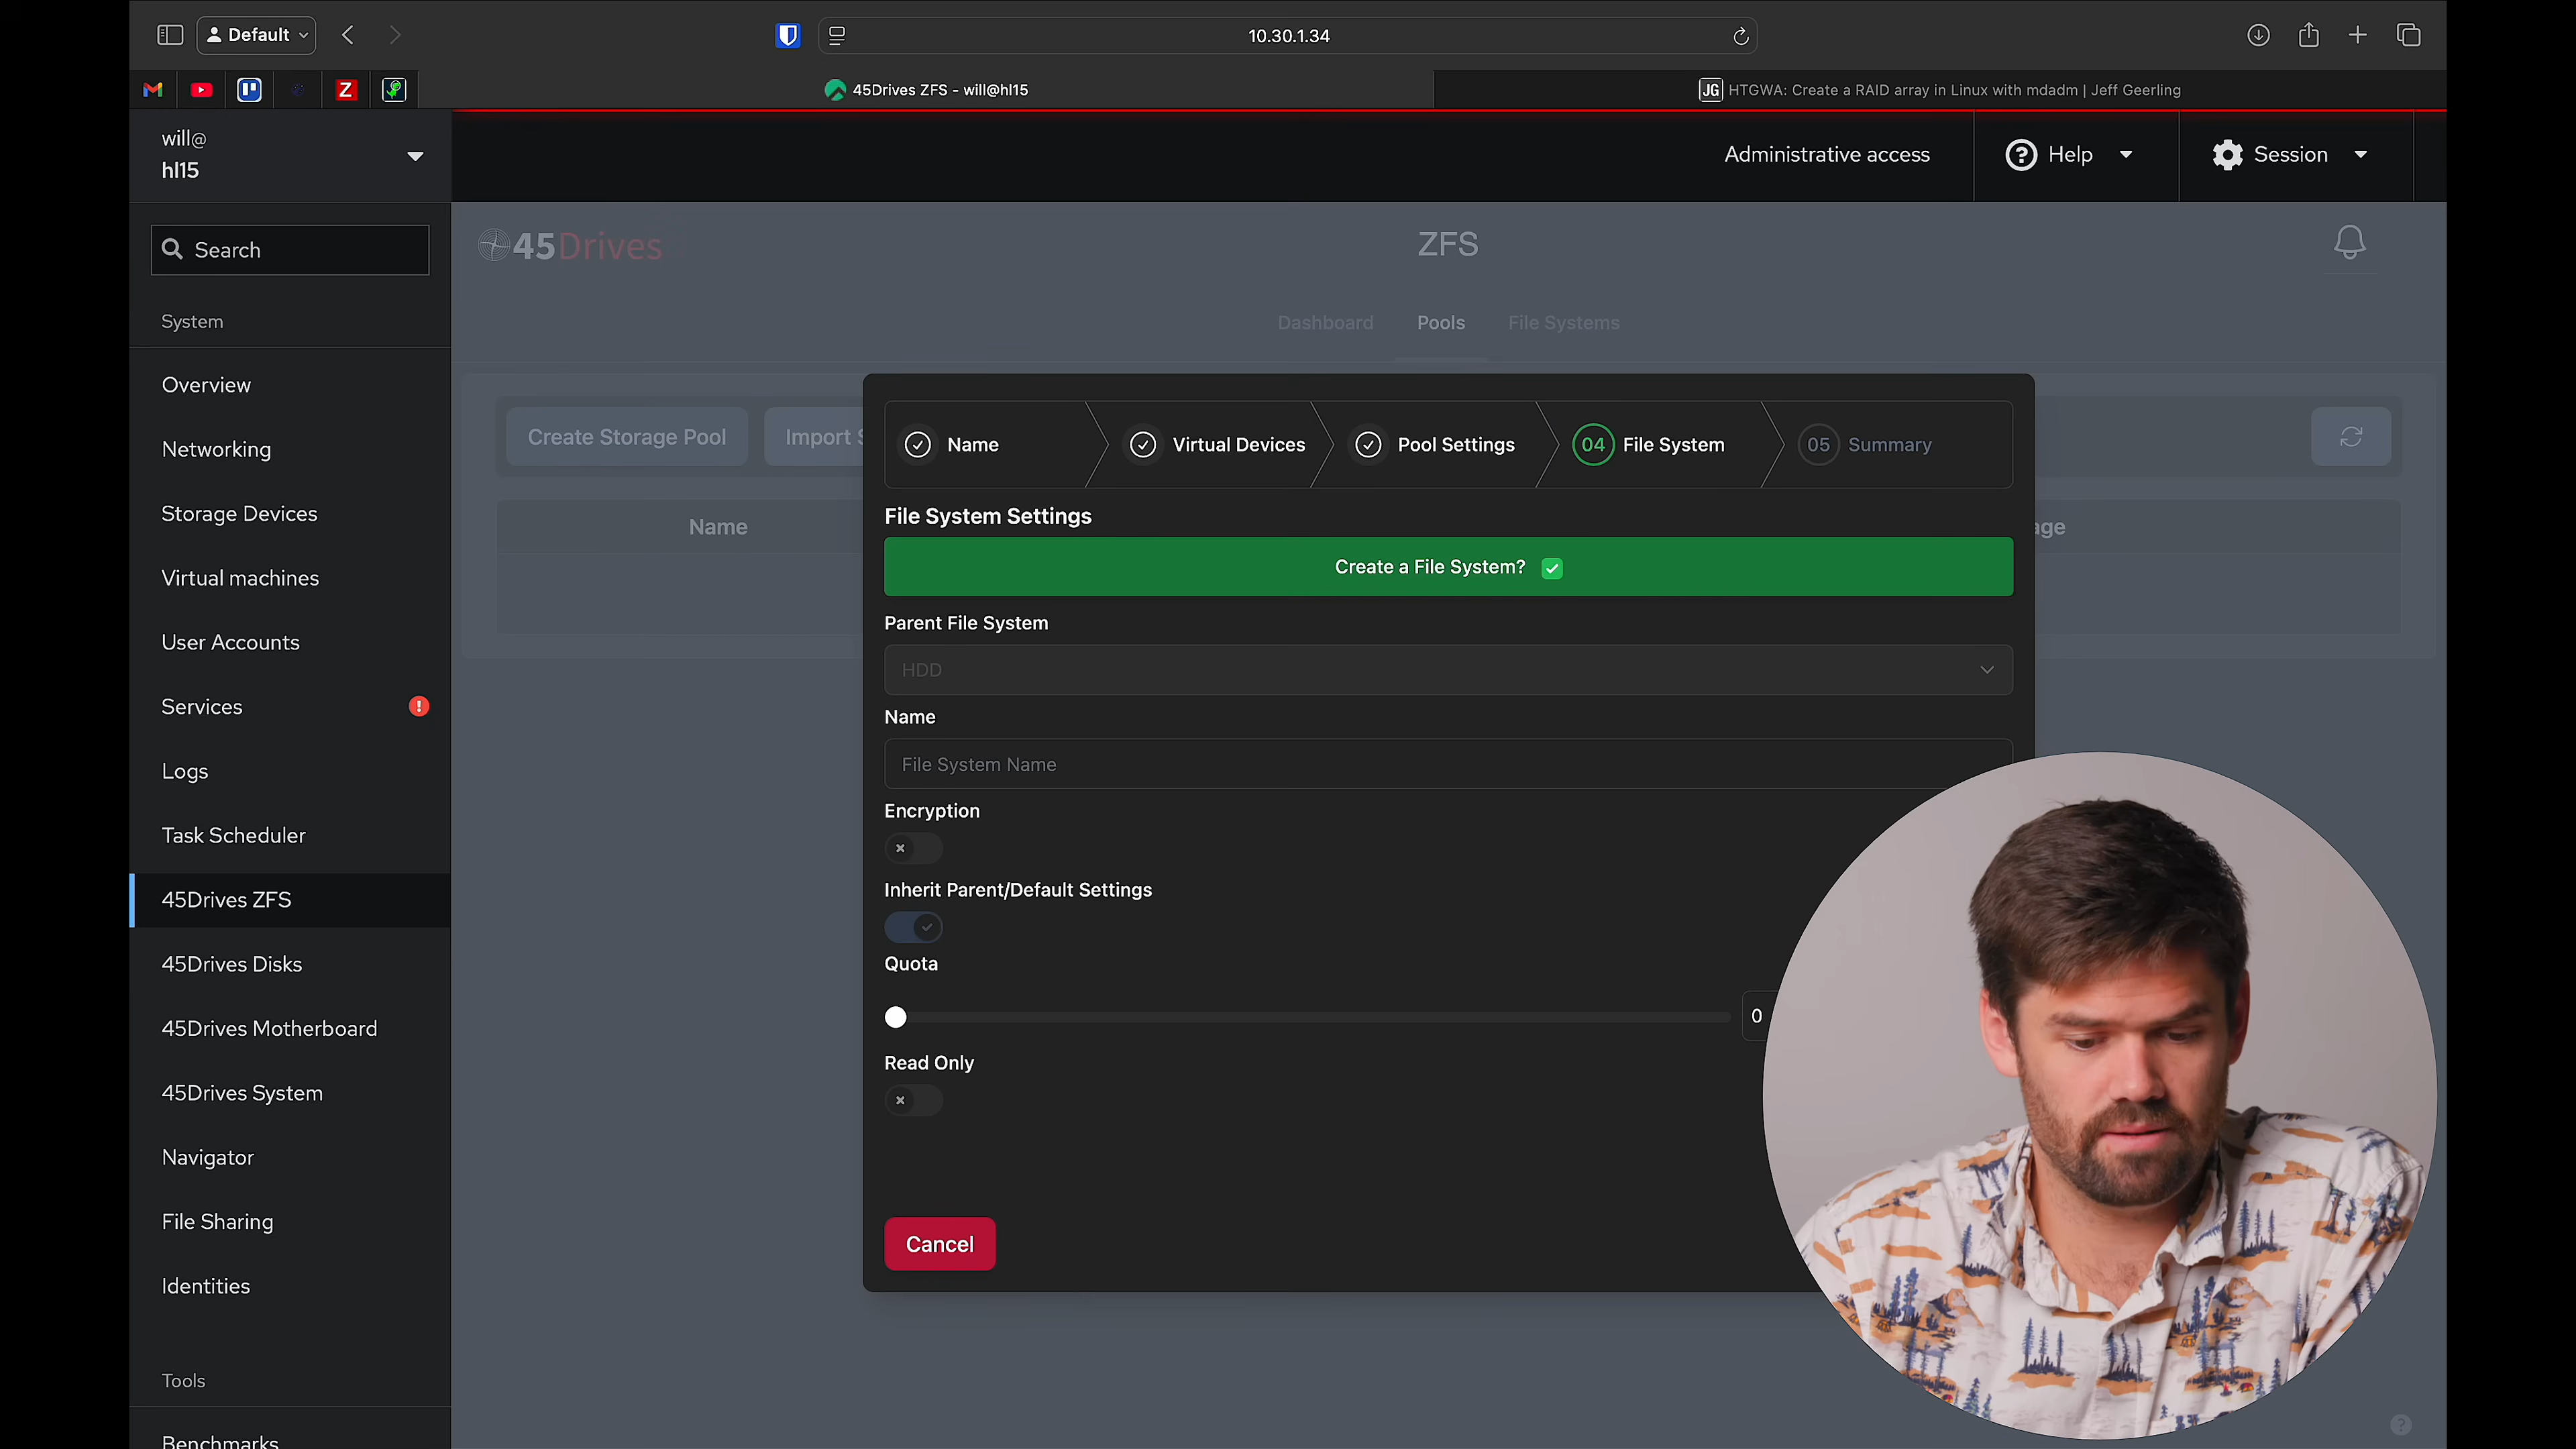 Default
10.30.1.34
Z
45Drives ZFS - will@hl15
JG HTGWA: Create a RAID array in Linux with mdadm | Jeff Geerling
will@
hl15
Administrative access
Help
Session
Search
45Drives
ZFS
System
Dashboard
Pools
File Systems
Overview
Networking
Storage Devices
Virtual machines
User Accounts
Services
Logs
Task Scheduler
45Drives ZFS
45Drives Disks
45Drives Motherboard
45Drives System
Navigator
File Sharing
Identities
Tools
Benchmarks
Create Storage Pool
Import S
Name
age
Name
Virtual Devices
Pool Settings
04 File System
05 Summary
File System Settings
Create a File System?
Parent File System
HDD
Name
File System Name
Encryption
Inherit Parent/Default Settings
Quota
0
Read Only
Cancel